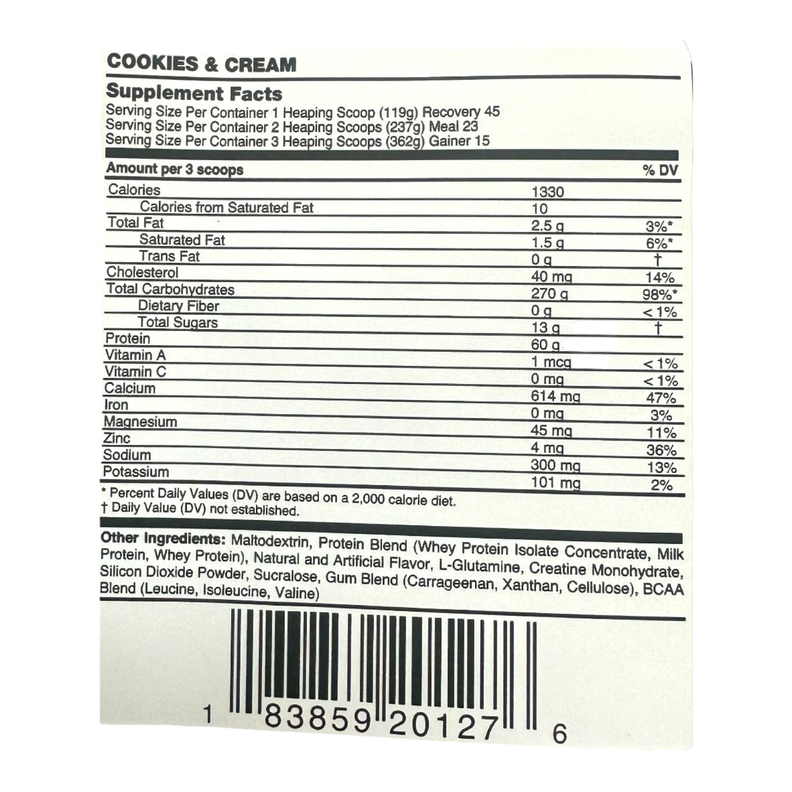 COOKIES & CREAM
Supplement Facts
Serving Size Per Container 1 Heaping Scoop (119g) Recovery 45
Serving Size Per Container 2 Heaping Scoops (237g) Meal 23
Serving Size Per Container 3 Heaping Scoops (362g) Gainer 15
Amount per 3 scoops % DV
Calories 1330
Calories from Saturated Fat 10
Total Fat 2.5 g 3%*
Saturated Fat 1.5 g 6%*
Trans Fat 0 g †
Cholesterol 40 mg 14%
Total Carbohydrates 270 g 98%*
Dietary Fiber 0 g < 1%
Total Sugars 13 g †
Protein 60 g
Vitamin A 1 mcg < 1%
Vitamin C 0 mg < 1%
Calcium 614 mg 47%
Iron 0 mg 3%
Magnesium 45 mg 11%
Zinc 4 mg 36%
Sodium 300 mg 13%
Potassium 101 mg 2%
* Percent Daily Values (DV) are based on a 2,000 calorie diet.
† Daily Value (DV) not established.
Other Ingredients: Maltodextrin, Protein Blend (Whey Protein Isolate Concentrate, Milk
Protein, Whey Protein), Natural and Artificial Flavor, L-Glutamine, Creatine Monohydrate,
Silicon Dioxide Powder, Sucralose, Gum Blend (Carrageenan, Xanthan, Cellulose), BCAA
Blend (Leucine, Isoleucine, Valine)
1 83859 20127 6